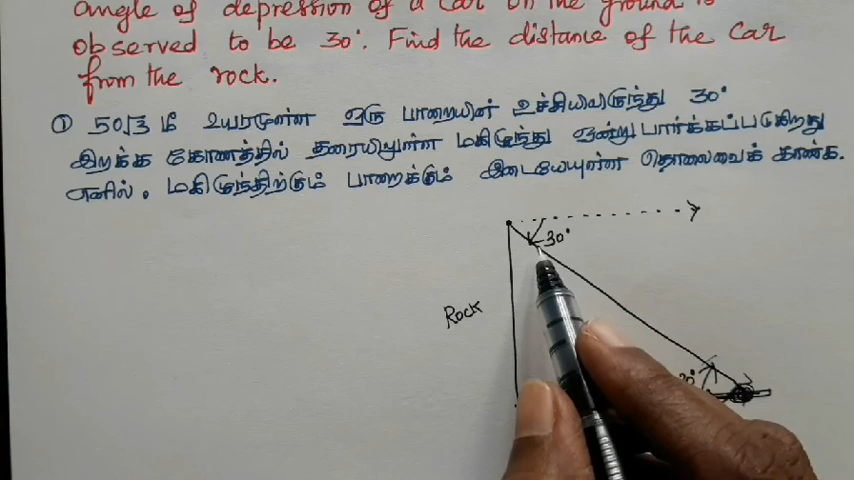 angle of depression of a car on the ground is
observed to be 30°. Find the distance of the car
from the rock.
① 50√3 மீ உயரமுள்ள ஒரு பாறையின் உச்சியிலிருந்து 30°
இறக்க கோணத்தில் தரையிலுள்ள மகிழுந்து ஒன்று பார்க்கப்படுகிறது
எனில். மகிழுந்திற்கும் பாறைக்கும் இடையேயுள்ள தொலைவைக் காண்க.
30°
Rock